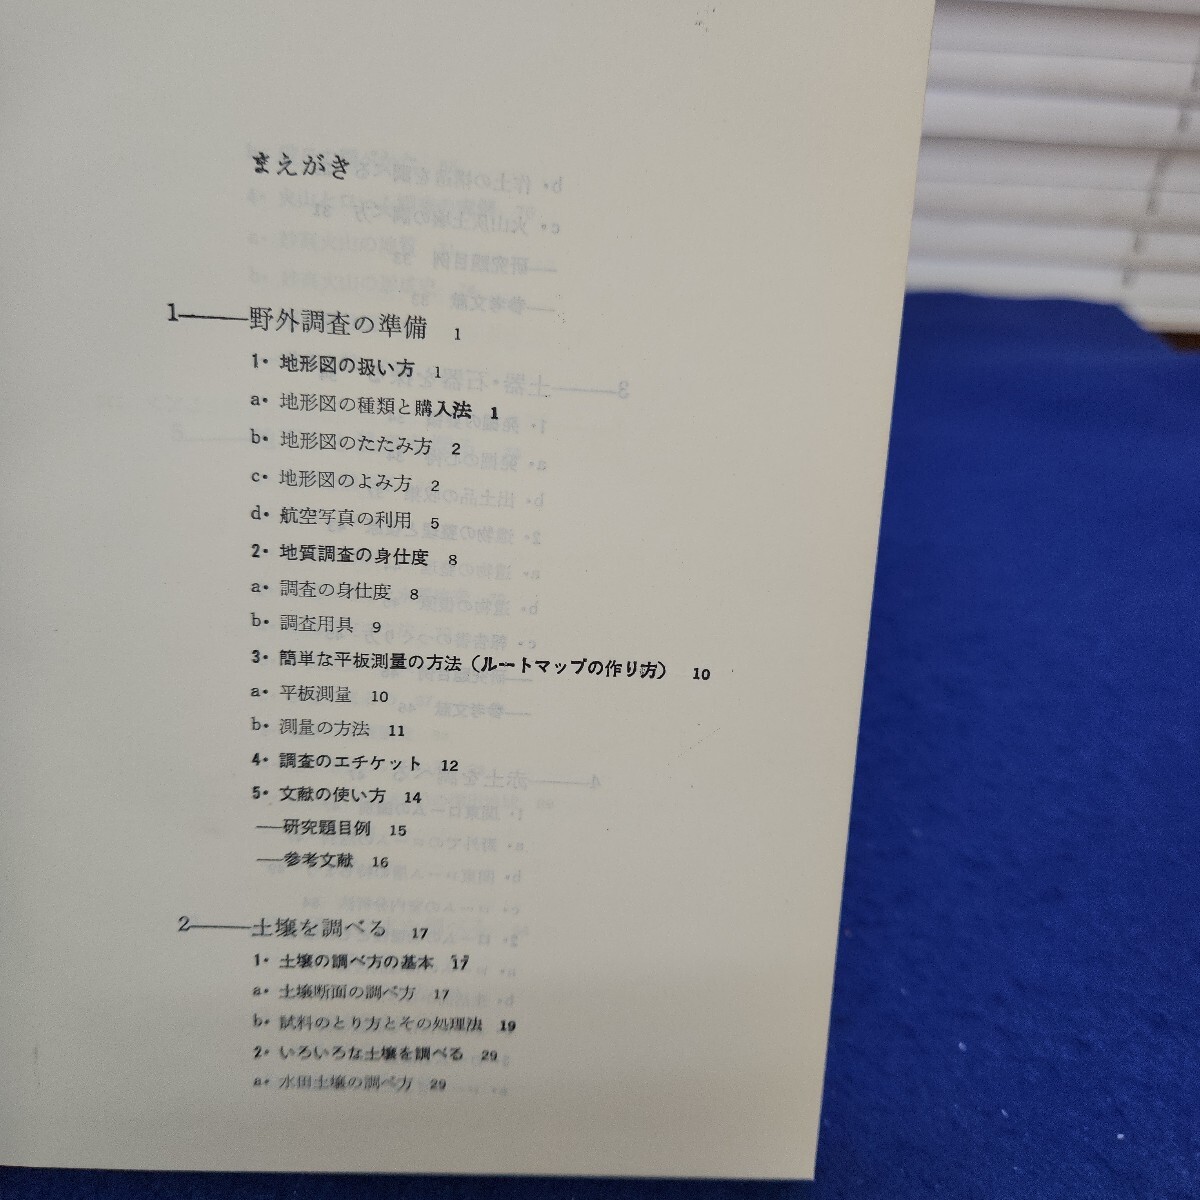 まえがき
1——野外調査の準備 1
1・地形図の扱い方 1
a・地形図の種類と購入法 1
b・地形図のたたみ方 2
c・地形図のよみ方 2
d・航空写真の利用 5
2・地質調査の身仕度 8
a・調査の身仕度 8
b・調査用具 9
3・簡単な平板測量の方法（ルートマップの作り方） 10
a・平板測量 10
b・測量の方法 11
4・調査のエチケット 12
5・文献の使い方 14
—研究題目例 15
—参考文献 16
2——土壌を調べる 17
1・土壌の調べ方の基本 17
a・土壌断面の調べ方 17
b・試料のとり方とその処理法 19
2・いろいろな土壌を調べる 29
a・水田土壌の調べ方 29